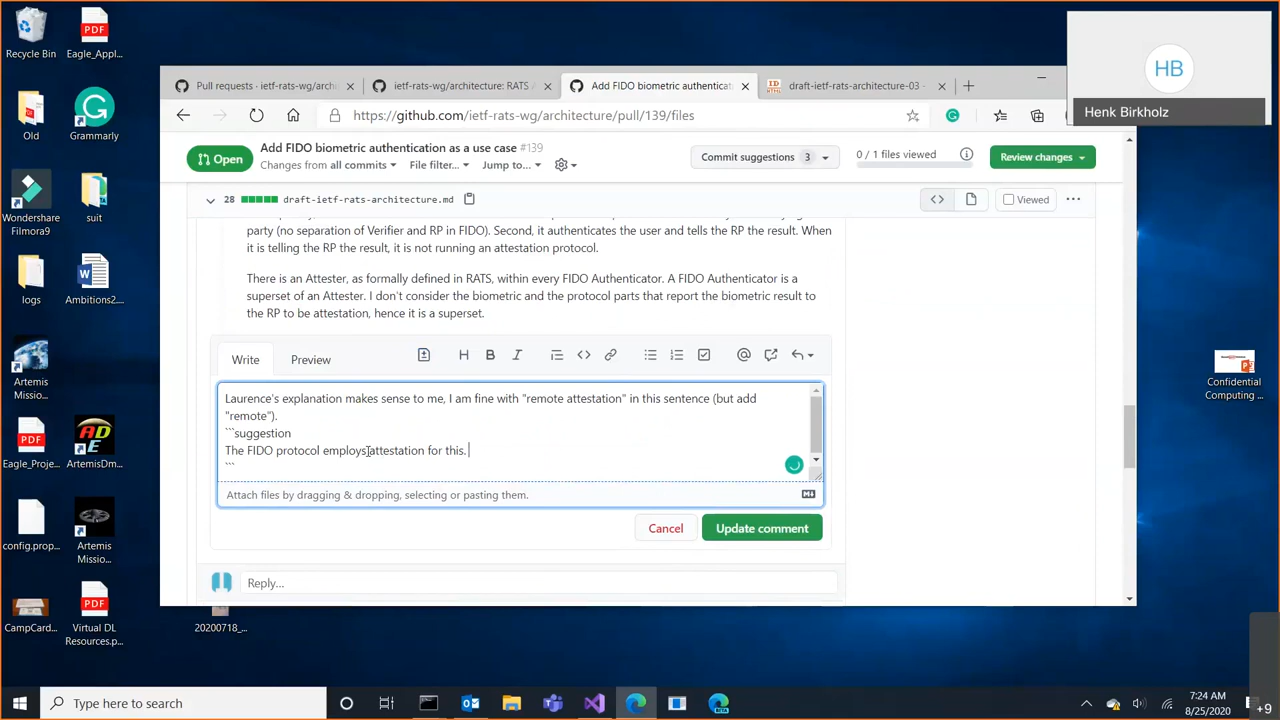 Recycle Bin
Eagle_Appl...
Old
Grammarly
Wondershare
Filmora9
suit
logs
Ambitions2...
Artemis
Missio...
Eagle_Proje...
ArtemisDm...
config.prop...
Artemis
Missio...
CampCard...
Virtual DL
Resources.p...
20200718_...
Confidential
Computing ...
HB
Henk Birkholz
Pull requests · ietf-rats-wg/archi
ietf-rats-wg/architecture: RATS A
Add FIDO biometric authenticat
draft-ietf-rats-architecture-03 -
https://github.com/ietf-rats-wg/architecture/pull/139/files
Open
Add FIDO biometric authentication as a use case #139
Changes from all commits
File filter...
Jump to...
Commit suggestions 3
0 / 1 files viewed
Review changes
28
draft-ietf-rats-architecture.md
Viewed
party (no separation of Verifier and RP in FIDO). Second, it authenticates the user and tells the RP the result. When
it is telling the RP the result, it is not running an attestation protocol.
There is an Attester, as formally defined in RATS, within every FIDO Authenticator. A FIDO Authenticator is a
superset of an Attester. I don't consider the biometric and the protocol parts that report the biometric result to
the RP to be attestation, hence it is a superset.
Write
Preview
Laurence's explanation makes sense to me, I am fine with "remote attestation" in this sentence (but add
"remote").
```suggestion
The FIDO protocol employs attestation for this.
```
Attach files by dragging & dropping, selecting or pasting them.
Cancel
Update comment
Reply...
Type here to search
7:24 AM
8/25/2020
+9